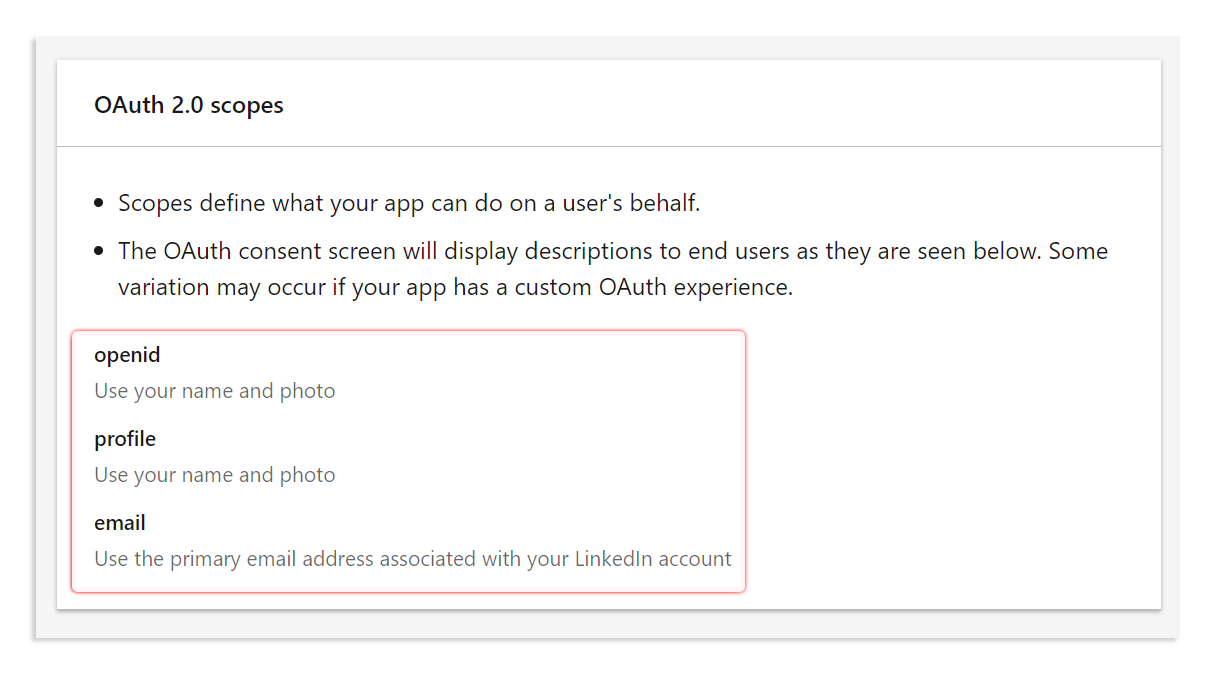 OAuth 2.0 scopes
Scopes define what your app can do on a user's behalf.
The OAuth consent screen will display descriptions to end users as they are seen below. Some
variation may occur if your app has a custom OAuth experience.
openid
Use your name and photo
profile
Use your name and photo
email
Use the primary email address associated with your LinkedIn account